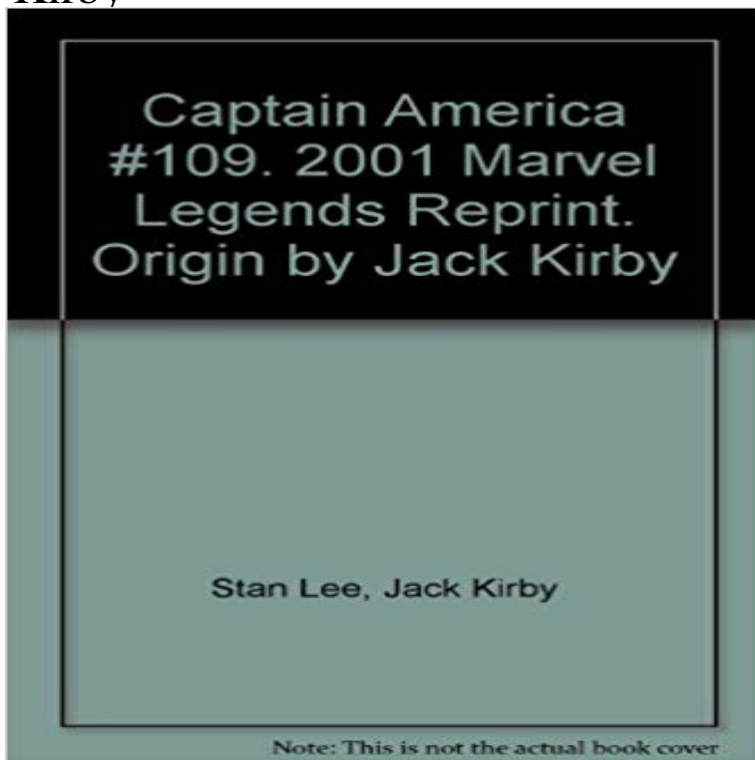 Captain America
#109. 2001 Marvel
Legends Reprint.
Origin by Jack Kirby
Stan Lee, Jack Kirby
Note: This is not the actual book cover